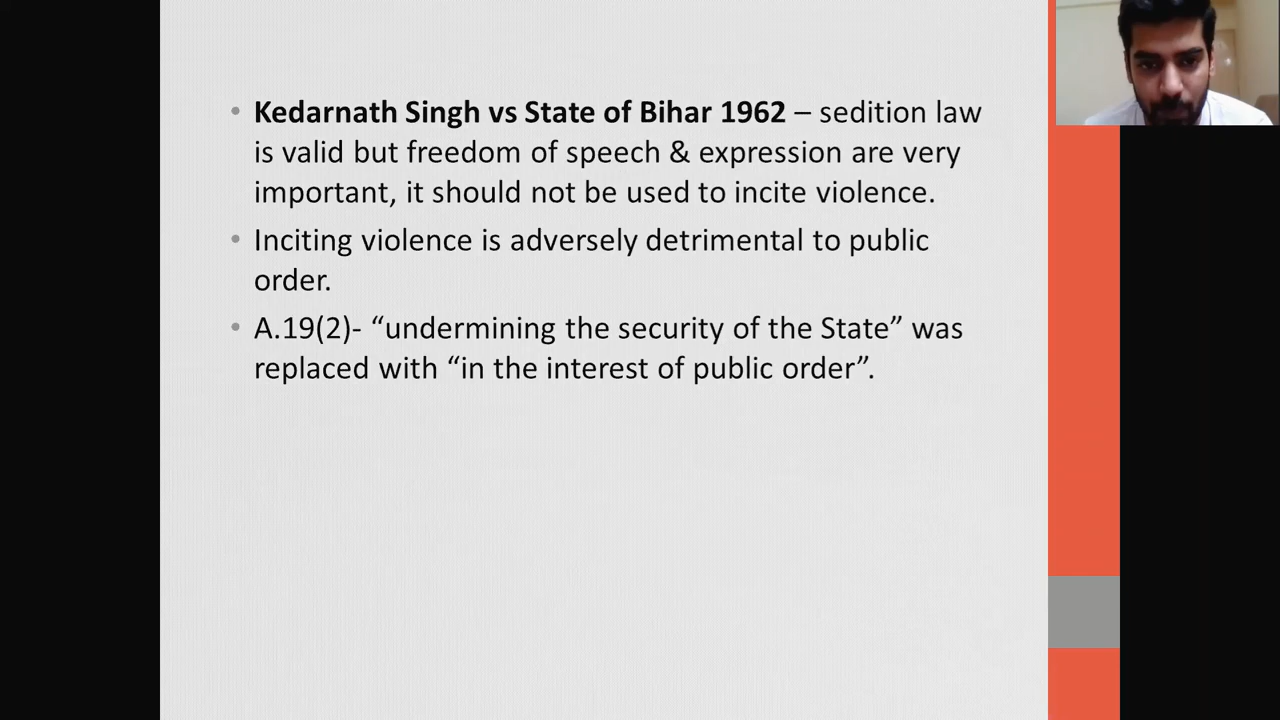 • Kedarnath Singh vs State of Bihar 1962 – sedition law
is valid but freedom of speech & expression are very
important, it should not be used to incite violence.
• Inciting violence is adversely detrimental to public
order.
• A.19(2)- “undermining the security of the State” was
replaced with “in the interest of public order”.